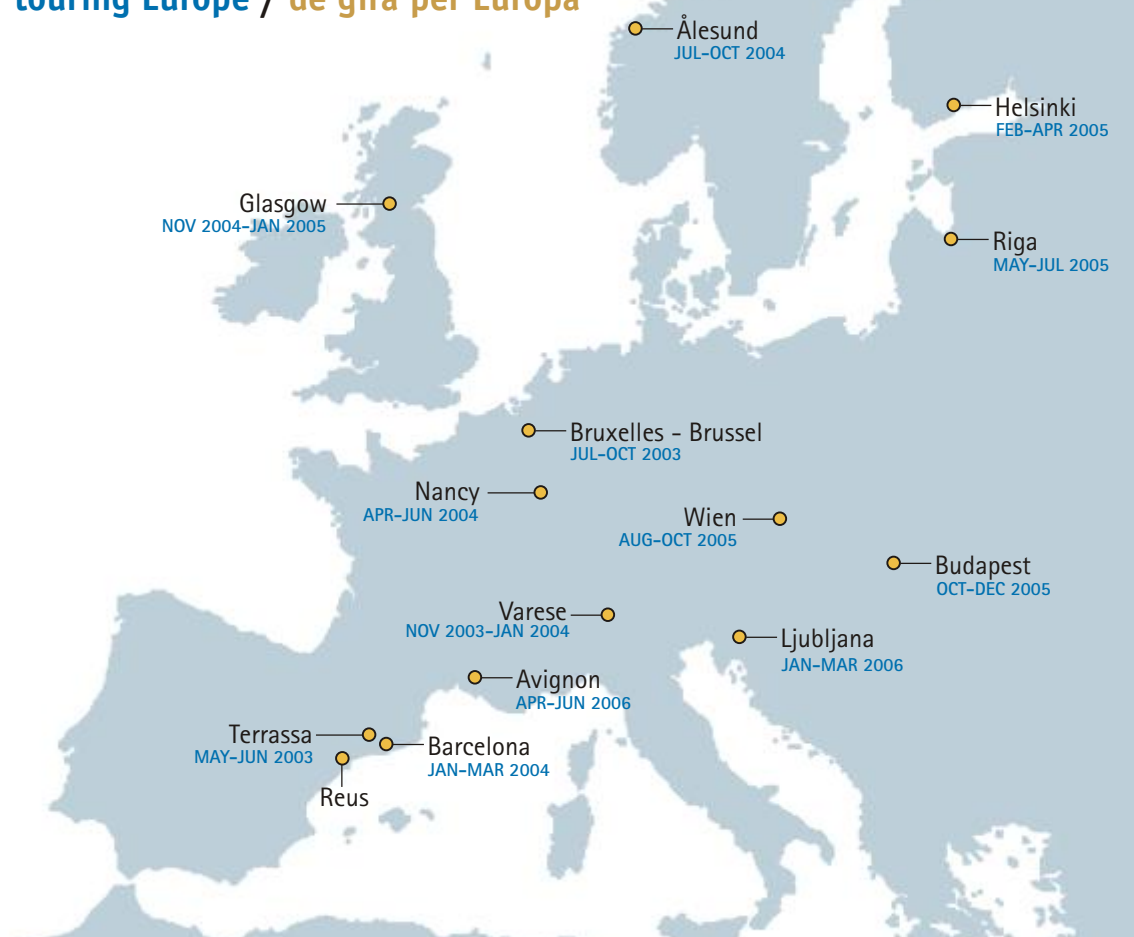 touring Europe / de gira per Europa
Ålesund
JUL-OCT 2004
Helsinki
FEB-APR 2005
Glasgow
NOV 2004-JAN 2005
Riga
MAY-JUL 2005
Bruxelles - Brussel
JUL-OCT 2003
Nancy
APR-JUN 2004
Wien
AUG-OCT 2005
Budapest
OCT-DEC 2005
Varese
NOV 2003-JAN 2004
Ljubljana
JAN-MAR 2006
Avignon
APR-JUN 2006
Terrassa
MAY-JUN 2003
Barcelona
JAN-MAR 2004
Reus